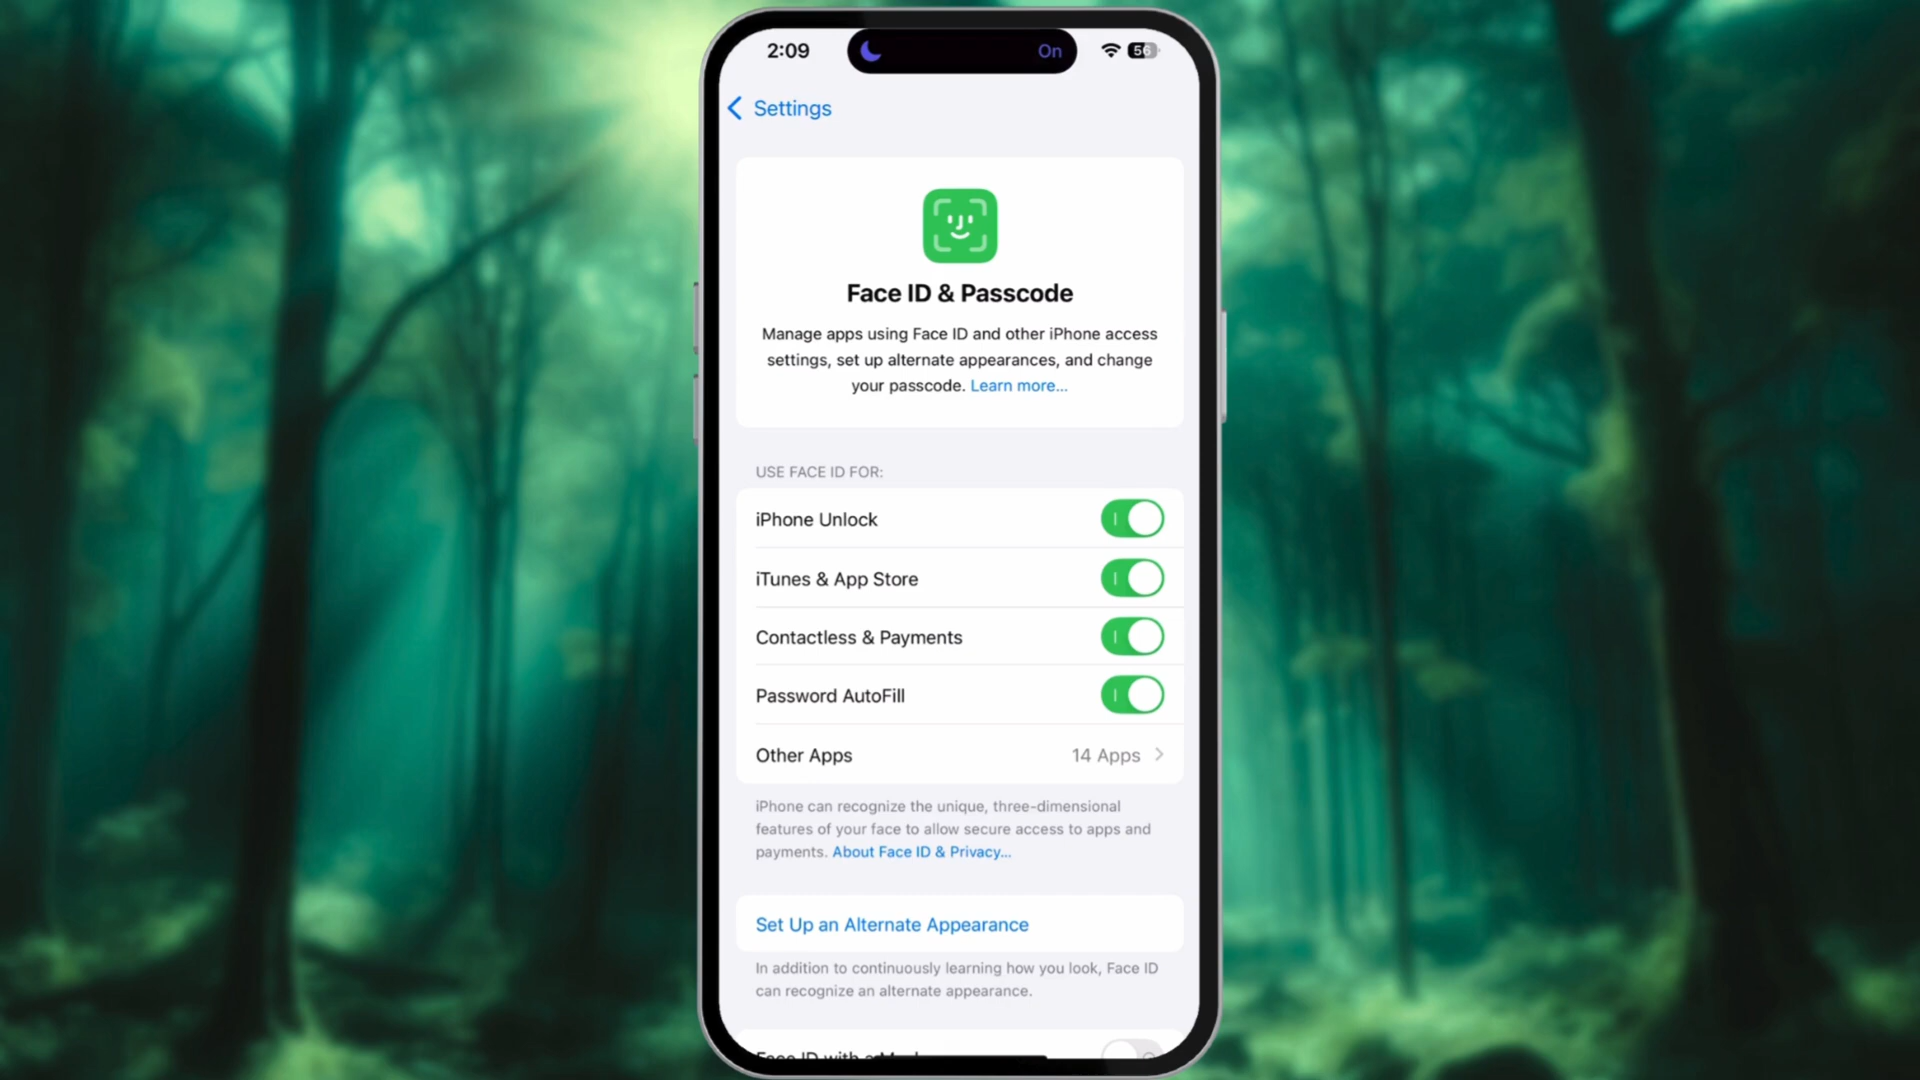 2:09
On
56
Settings
Face ID & Passcode
Manage apps using Face ID and other iPhone access
settings, set up alternate appearances, and change
your passcode. Learn more...
USE FACE ID FOR:
iPhone Unlock
iTunes & App Store
Contactless & Payments
Password AutoFill
Other Apps 14 Apps
iPhone can recognize the unique, three-dimensional
features of your face to allow secure access to apps and
payments. About Face ID & Privacy...
Set Up an Alternate Appearance
In addition to continuously learning how you look, Face ID
can recognize an alternate appearance.
Face ID with a